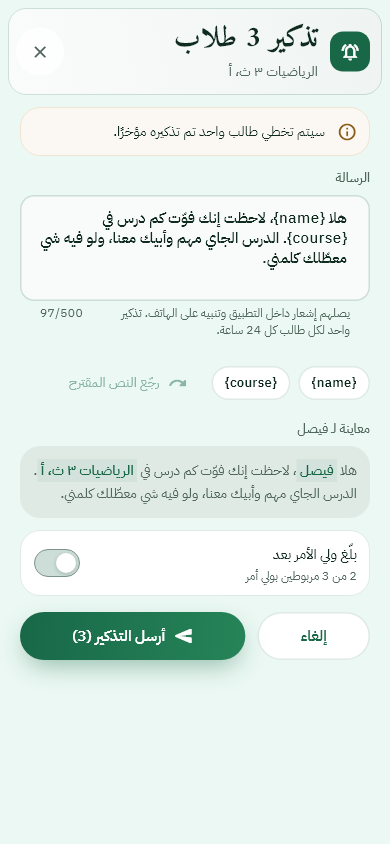 تذكير 3 طلاب
الرياضيات ٣ ث، أ
سيتم تخطي طالب واحد تم تذكيره مؤخرًا.
الرسالة
هلا {name}، لاحظت إنك فوّت كم درس في
{course}. الدرس الجاي مهم وأبيك معنا، ولو فيه شي
معطّلك كلمني.
يصلهم إشعار داخل التطبيق وتنبيه على الهاتف. تذكير
واحد لكل طالب كل 24 ساعة.
97/500
{name}
{course}
رجّع النص المقترح
معاينة لـ فيصل
هلا فيصل، لاحظت إنك فوّت كم درس في الرياضيات ٣ ث، أ.
الدرس الجاي مهم وأبيك معنا، ولو فيه شي معطّلك كلمني.
بلّغ ولي الأمر بعد
2 من 3 مربوطين بولي أمر
إلغاء
أرسل التذكير (3)